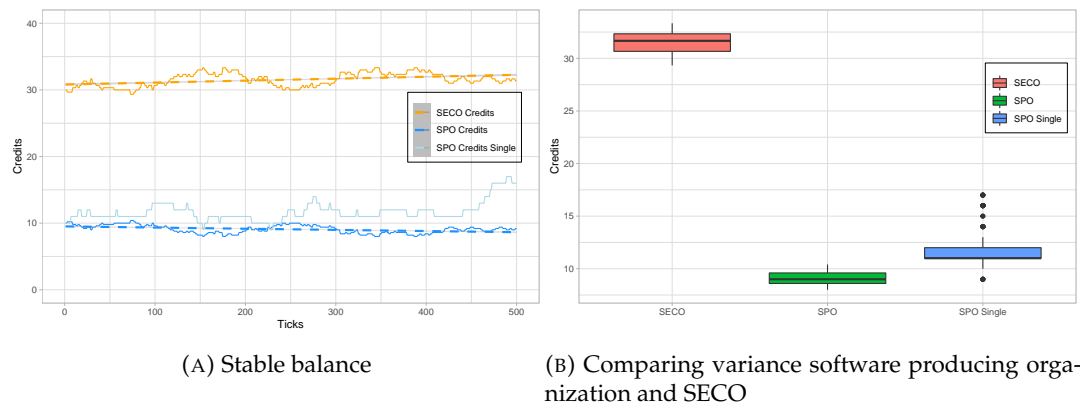 40
30
20
10
0
Credits
SECO Credits
SPO Credits
SPO Credits Single
0 100 200 300 400 500
Ticks
(A) Stable balance
30
25
20
15
10
Credits
SECO
SPO
SPO Single
SECO SPO SPO Single
(B) Comparing variance software producing orga-
nization and SECO